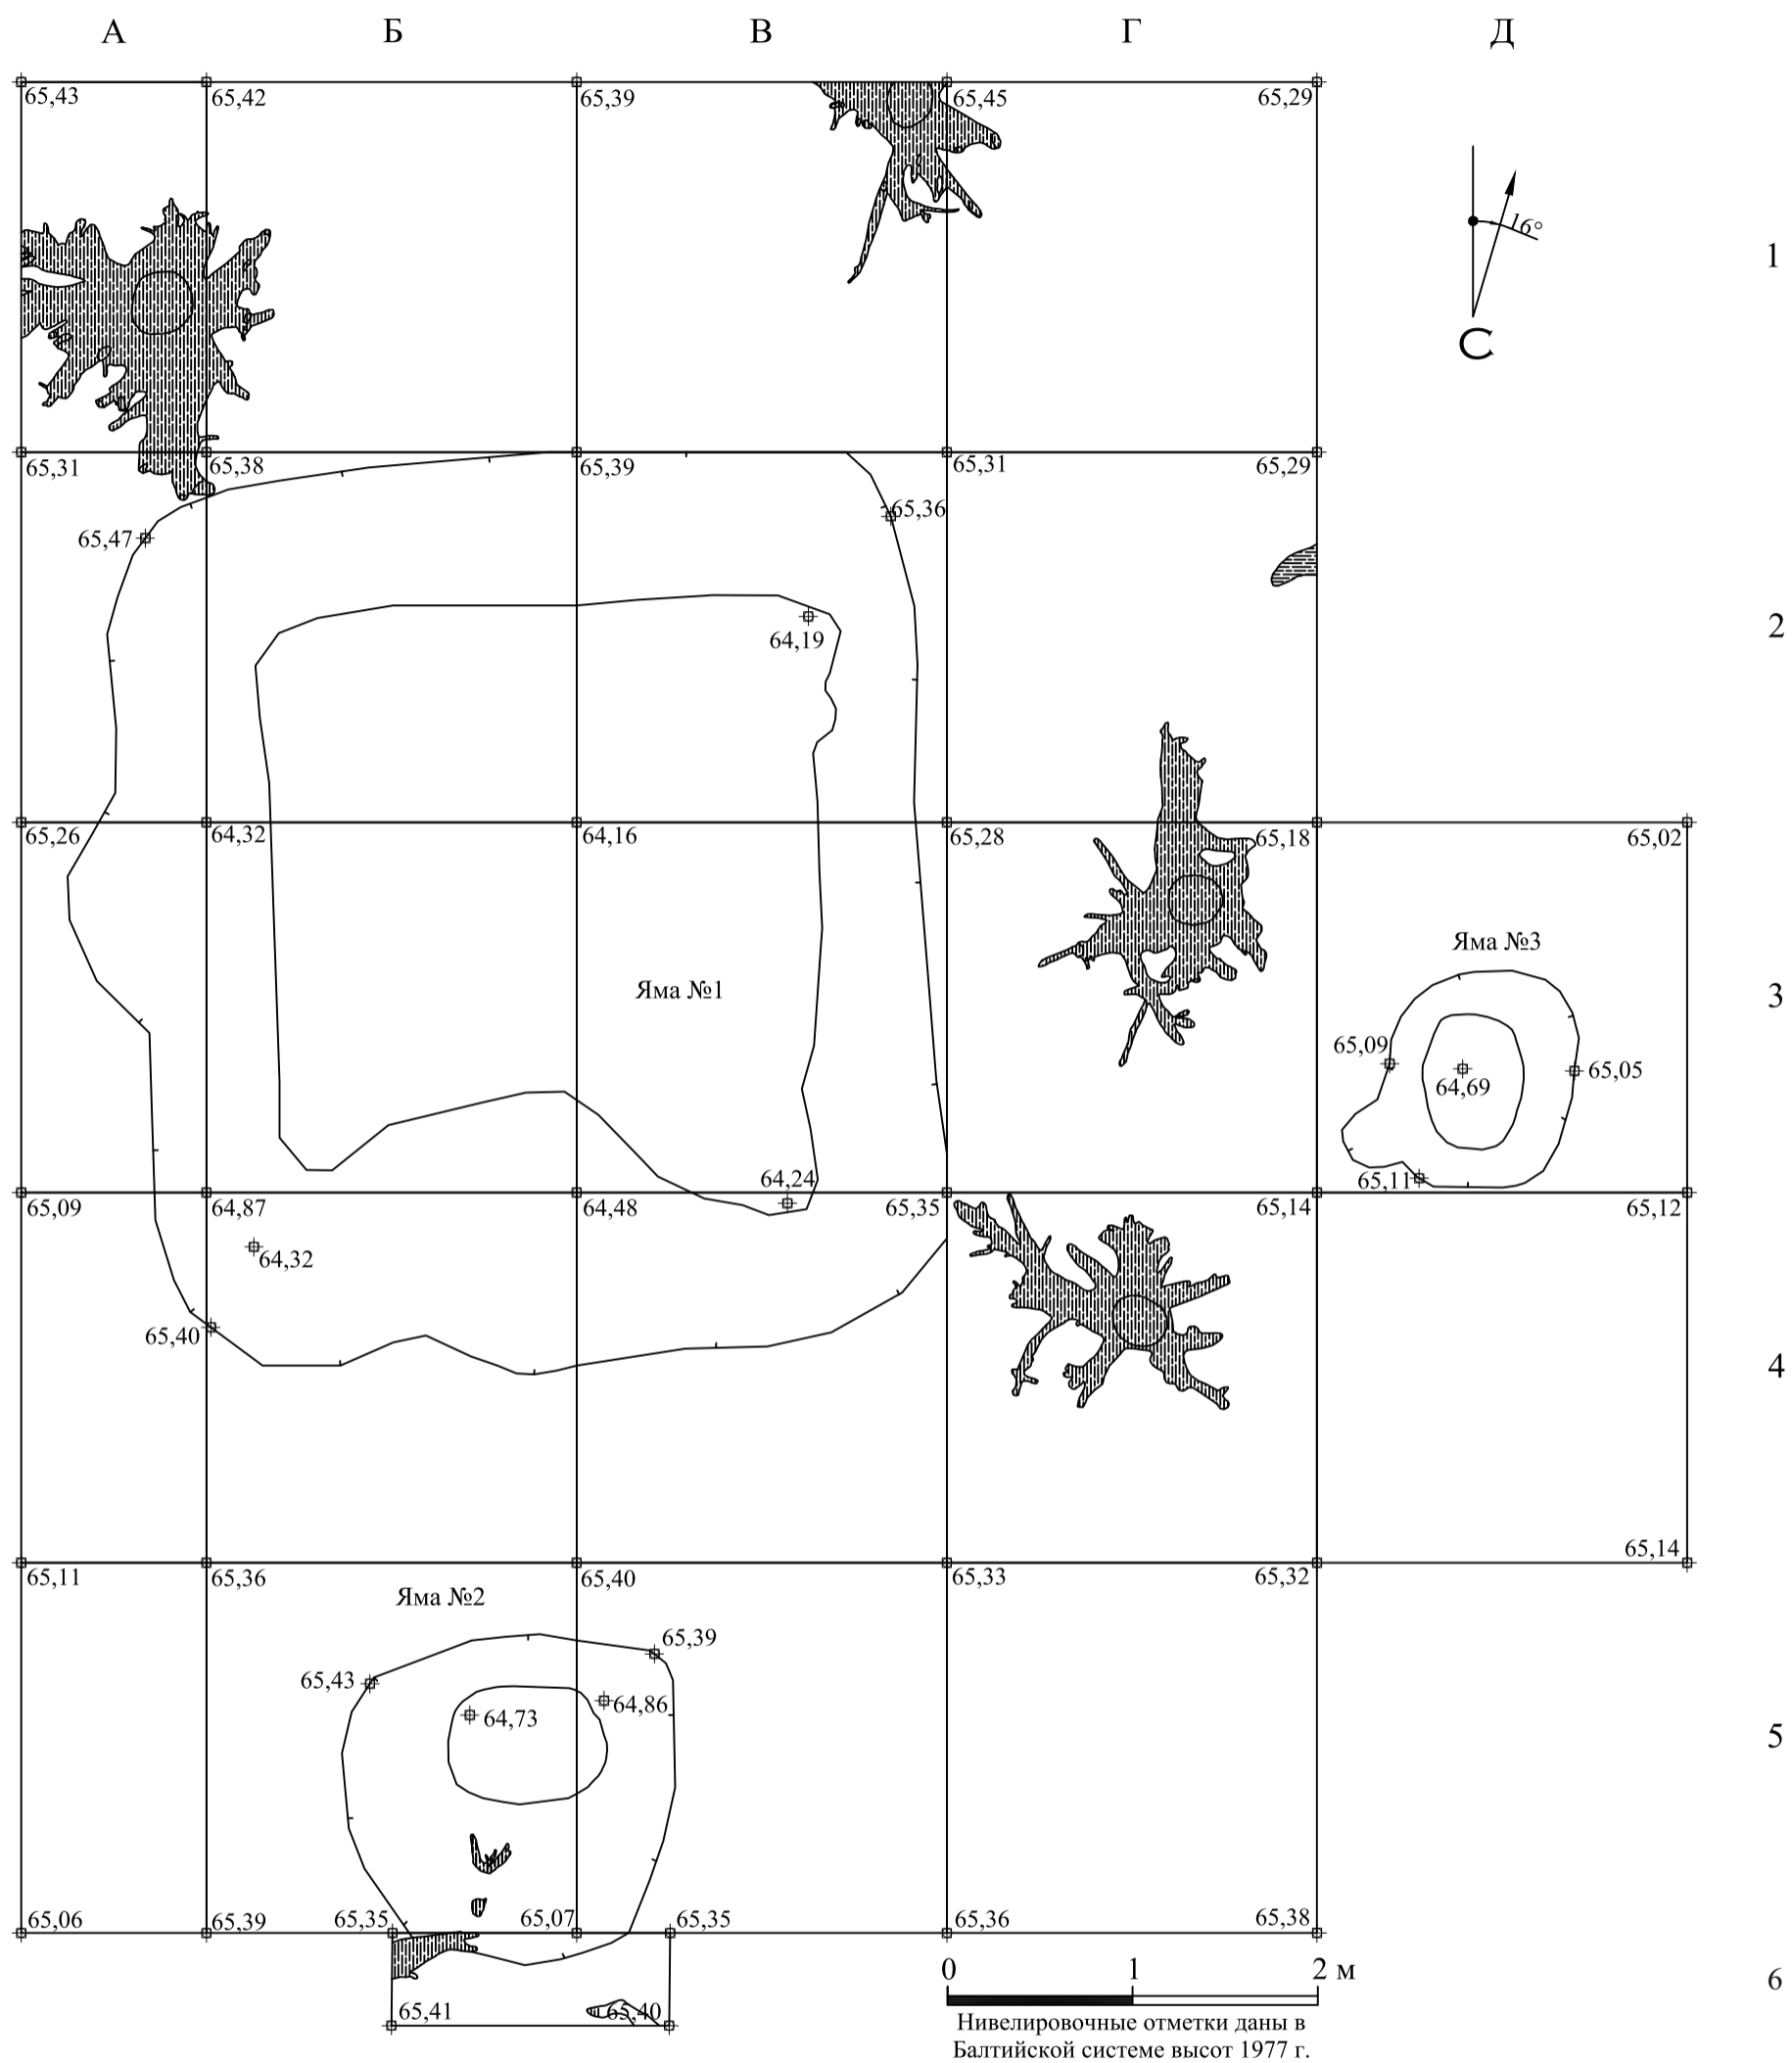 А Б В Г Д
65,43 65,42 65,39 65,45 65,29
16°
1
С
65,31 65,38 65,39 65,31 65,29
65,47 65,36
64,19
2
65,26 64,32 64,16 65,28 65,18 65,02
Яма №3
Яма №1
3
65,09 64,69 65,05
64,24 65,11
65,09 64,87 64,48 65,35 65,14 65,12
64,32
65,40
4
65,11 65,36 65,40 65,33 65,32 65,14
Яма №2
65,43 65,39
64,73 64,86
5
65,06 65,39 65,35 65,07 65,35 65,36 65,38
0 1 2 м
6
65,41 65,40
Нивелировочные отметки даны в
Балтийской системе высот 1977 г.